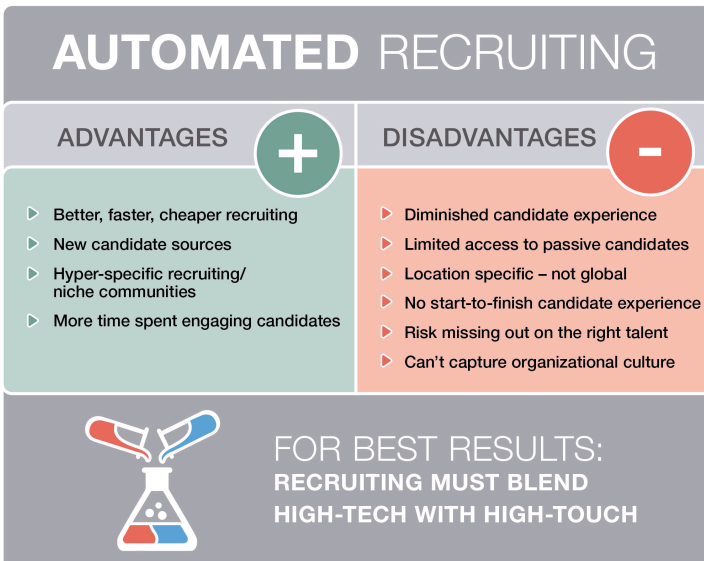 AUTOMATED RECRUITING
ADVANTAGES
+
Better, faster, cheaper recruiting
New candidate sources
Hyper-specific recruiting/
niche communities
More time spent engaging candidates
DISADVANTAGES
-
Diminished candidate experience
Limited access to passive candidates
Location specific – not global
No start-to-finish candidate experience
Risk missing out on the right talent
Can't capture organizational culture
FOR BEST RESULTS:
RECRUITING MUST BLEND
HIGH-TECH WITH HIGH-TOUCH